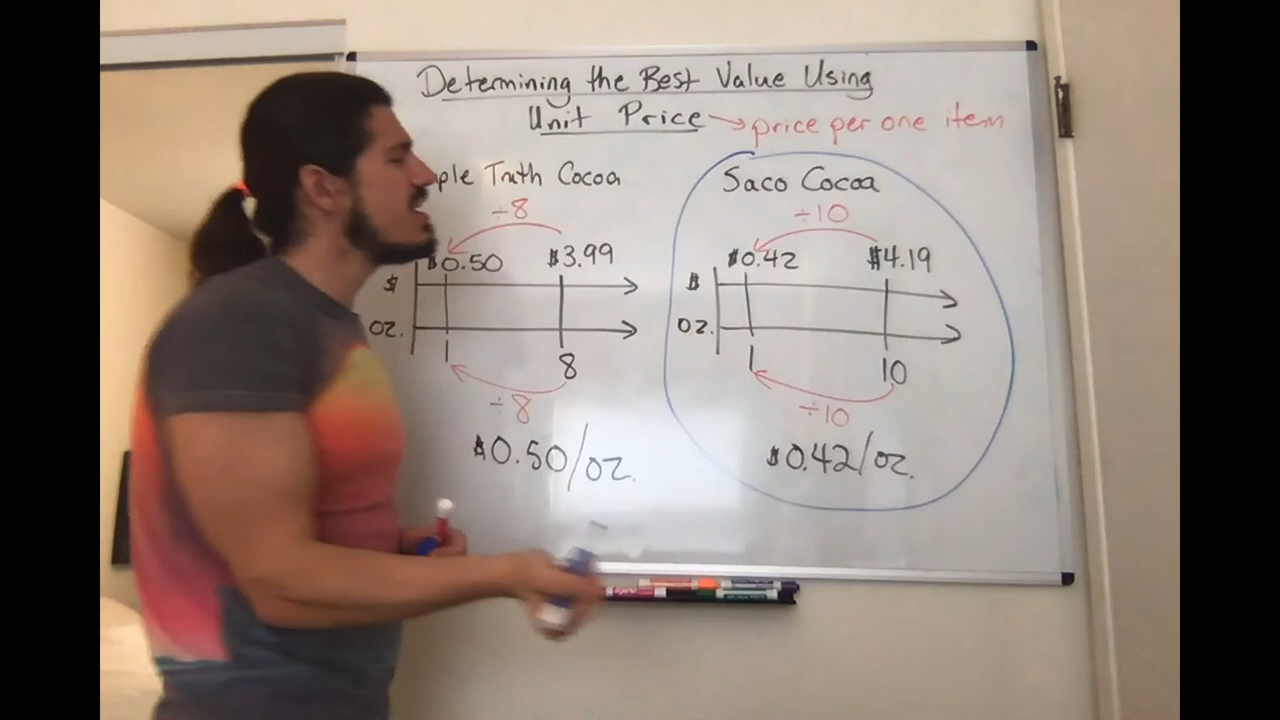 Determining the Best Value Using
Unit Price → price per one item
Truth Cocoa
÷8
$0.50 $3.99
$
oz.
1 8
÷8
$0.50/oz.
Saco Cocoa
÷10
$0.42 $4.19
$
oz.
1 10
÷10
$0.42/oz.